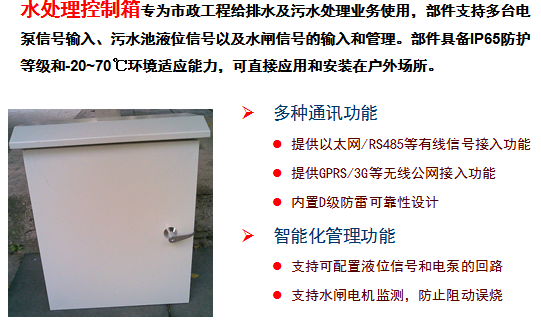 水处理控制箱专为市政工程给排水及污水处理业务使用，部件支持多台电
泵信号输入、污水池液位信号以及水闸信号的输入和管理。部件具备IP65防护
等级和-20~70℃环境适应能力，可直接应用和安装在户外场所。
多种通讯功能
提供以太网/RS485等有线信号接入功能
提供GPRS/3G等无线公网接入功能
内置D级防雷可靠性设计
智能化管理功能
支持可配置液位信号和电泵的回路
支持水闸电机监测，防止阻动误烧